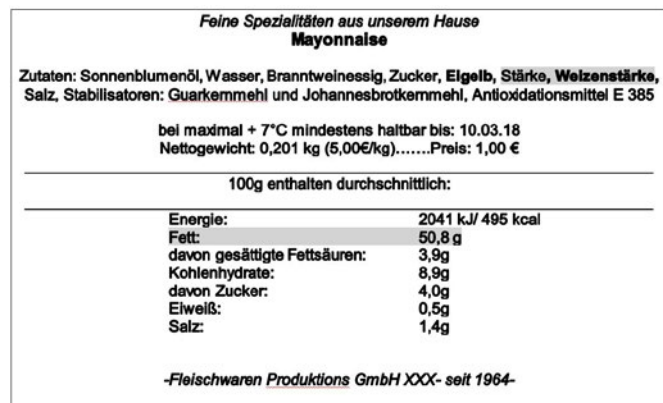 Feine Spezialitäten aus unserem Hause
Mayonnaise
Zutaten: Sonnenblumenöl, Wasser, Branntweinessig, Zucker, Eigelb, Stärke, Weizenstärke,
Salz, Stabilisatoren: Guarkernmehl und Johannesbrotkernmehl, Antioxidationsmittel E 385
bei maximal + 7°C mindestens haltbar bis: 10.03.18
Nettogewicht: 0,201 kg (5,00€/kg).......Preis: 1,00 €
100g enthalten durchschnittlich:
Energie: 2041 kJ/ 495 kcal
Fett: 50,8 g
davon gesättigte Fettsäuren: 3,9g
Kohlenhydrate: 8,9g
davon Zucker: 4,0g
Eiweiß: 0,5g
Salz: 1,4g
-Fleischwaren Produktions GmbH XXX- seit 1964-